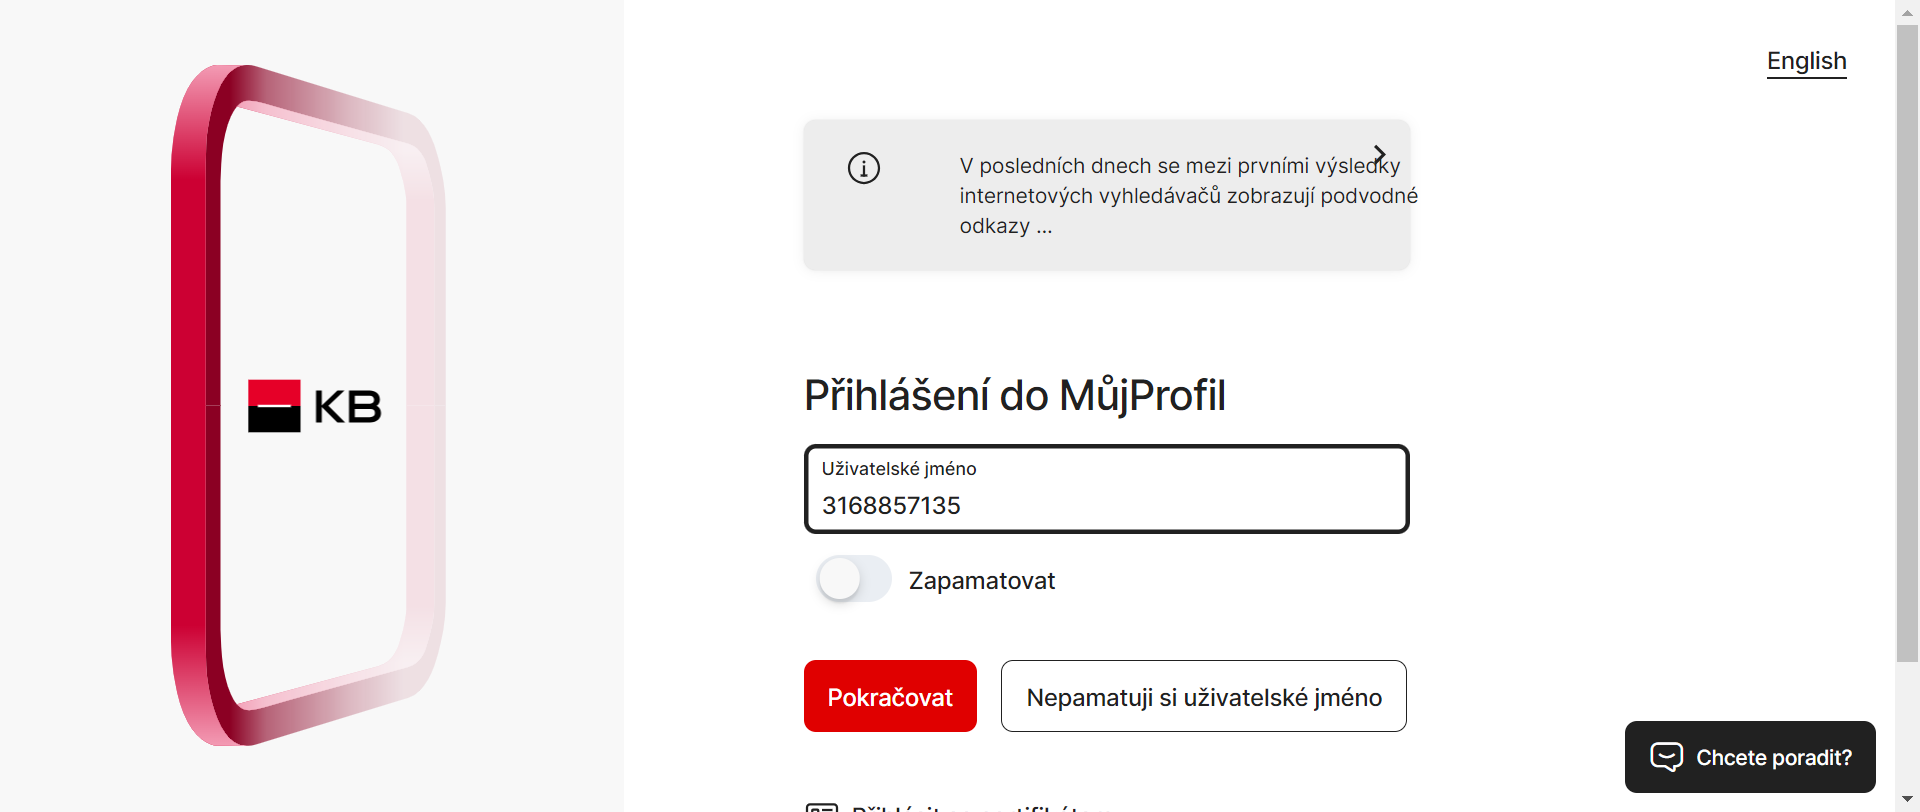 English
V posledních dnech se mezi prvními výsledky
internetových vyhledávačů zobrazují podvodné
odkazy ...
KB
Přihlášení do MůjProfil
Uživatelské jméno
3168857135
Zapamatovat
Pokračovat
Nepamatuji si uživatelské jméno
Chcete poradit?